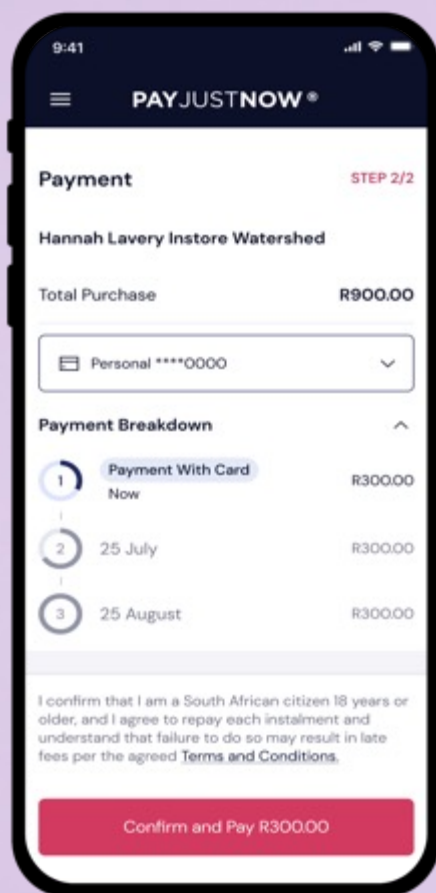 9:41
PAYJUSTNOW ®
Payment STEP 2/2
Hannah Lavery Instore Watershed
Total Purchase R900.00
Personal ****0000
Payment Breakdown
1 Payment With Card R300.00
Now
2 25 July R300.00
3 25 August R300.00
I confirm that I am a South African citizen 18 years or
older, and I agree to repay each instalment and
understand that failure to do so may result in late
fees per the agreed Terms and Conditions.
Confirm and Pay R300.00